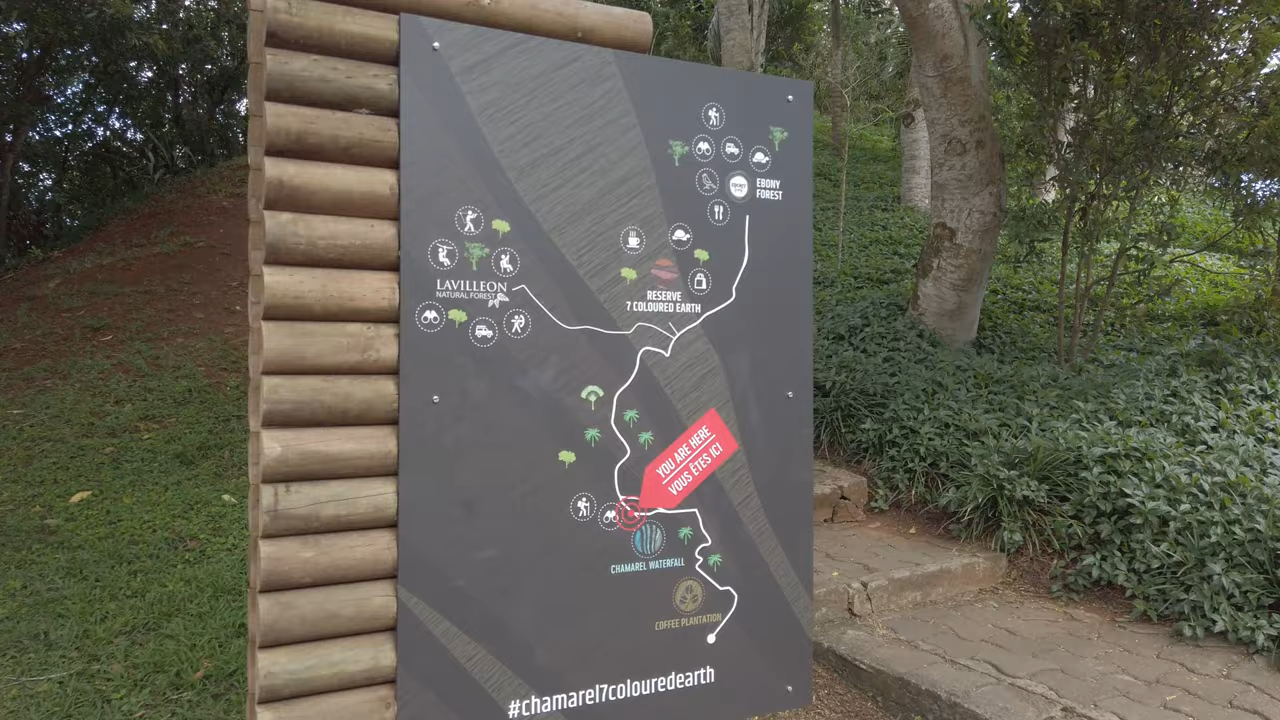 EBONY
FOREST
LAVILLEON
NATURAL FOREST
RESERVE
7 COLOURED EARTH
YOU ARE HERE
VOUS ÊTES ICI
CHAMAREL WATERFALL
COFFEE PLANTATION
#chamarel7colouredearth